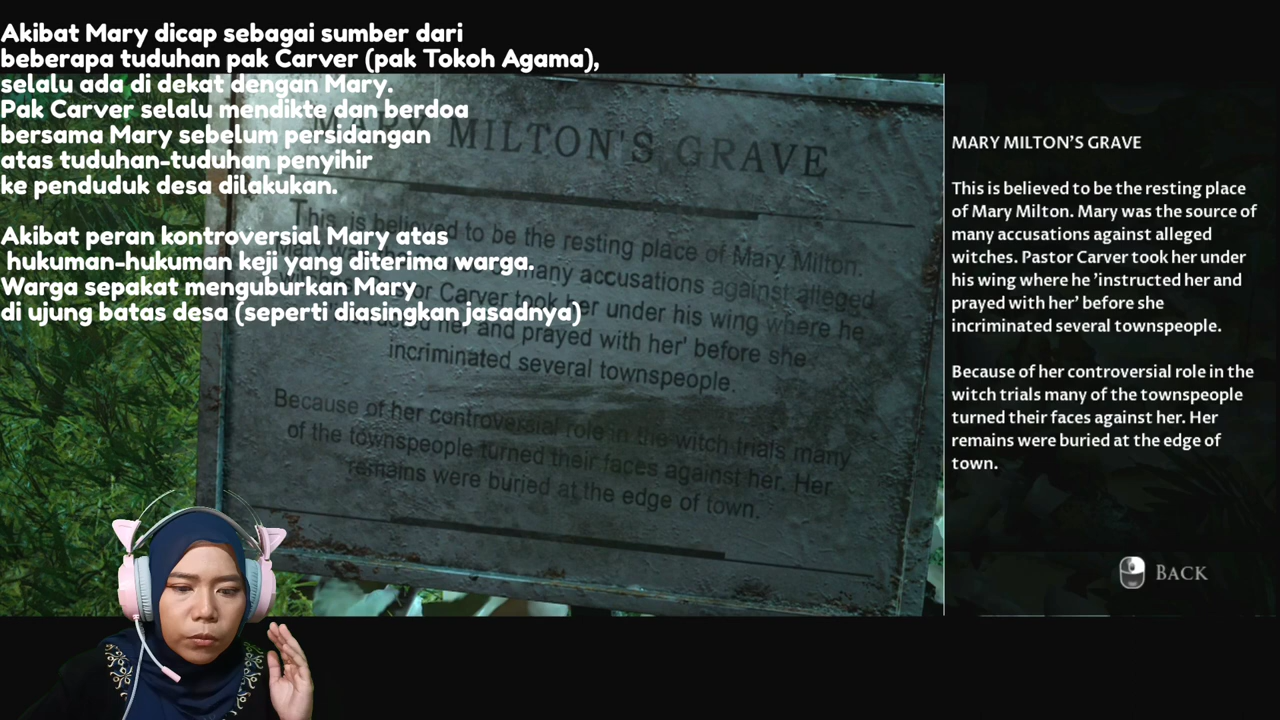 Akibat Mary dicap sebagai sumber dari
beberapa tuduhan pak Carver (pak Tokoh Agama),
selalu ada di dekat dengan Mary.
Pak Carver selalu mendikte dan berdoa
bersama Mary sebelum persidangan
atas tuduhan-tuduhan penyihir
ke penduduk desa dilakukan.
Akibat peran kontroversial Mary atas
hukuman-hukuman keji yang diterima warga.
Warga sepakat menguburkan Mary
di ujung batas desa (seperti diasingkan jasadnya)
MILTON'S GRAVE
This is believed to be the resting place of Mary Milton.
many accusations against alleged
Carver took her under his wing where he
her and prayed with her' before she
incriminated several townspeople.
Because of her controversial role in the witch trials many
of the townspeople turned their faces against her. Her
remains were buried at the edge of town.
MARY MILTON'S GRAVE
This is believed to be the resting place
of Mary Milton. Mary was the source of
many accusations against alleged
witches. Pastor Carver took her under
his wing where he 'instructed her and
prayed with her' before she
incriminated several townspeople.
Because of her controversial role in the
witch trials many of the townspeople
turned their faces against her. Her
remains were buried at the edge of
town.
BACK